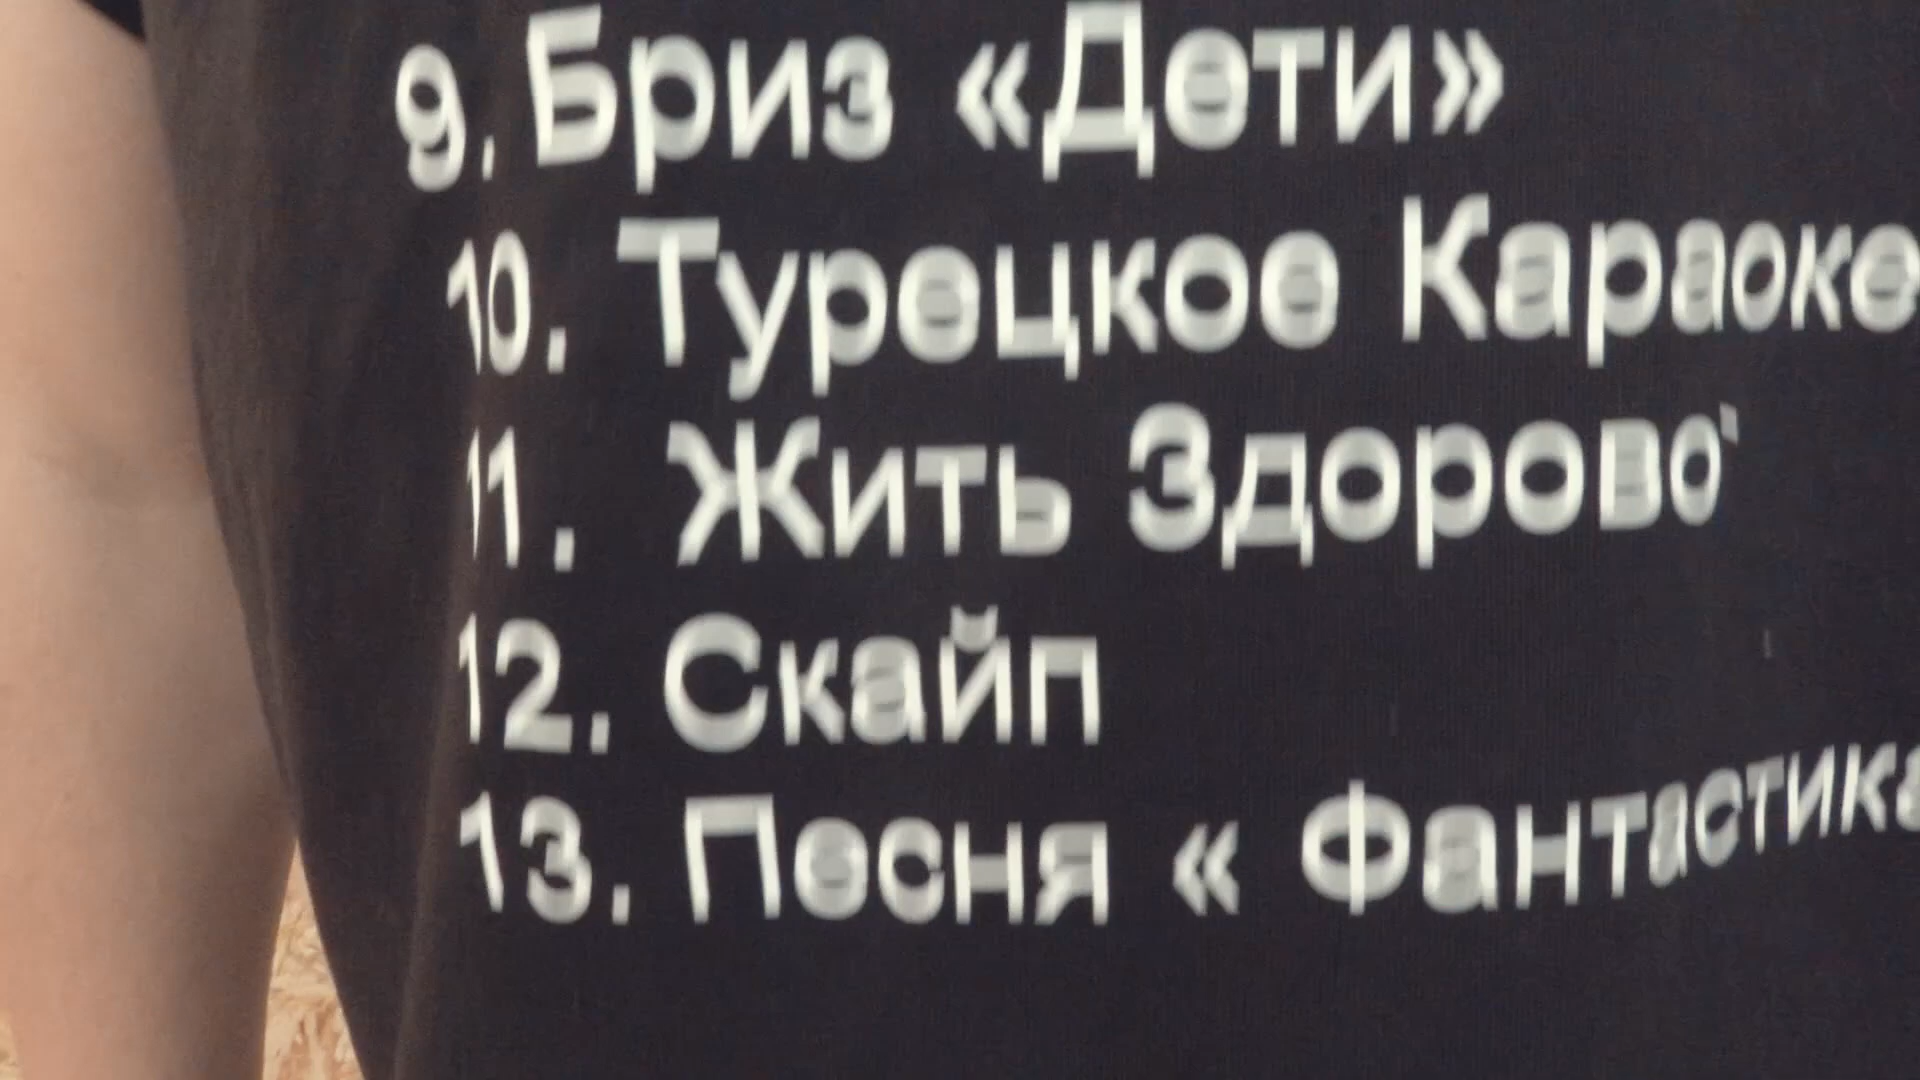 9. Бриз «Дети»
10. Турецкое Караоке
11. Жить Здорово
12. Скайп
13. Песня « Фантастика